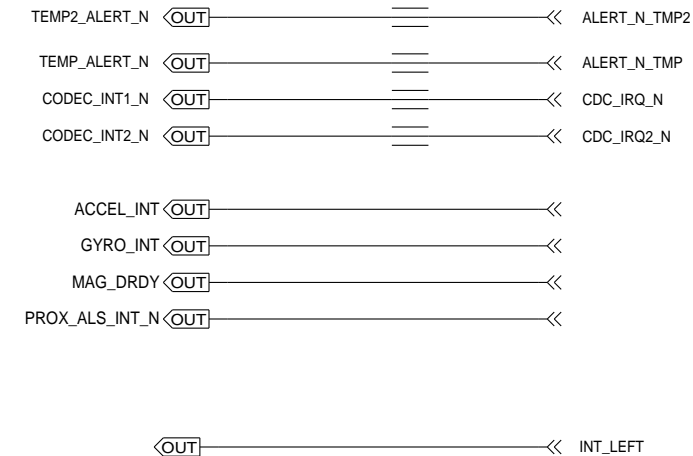 TEMP2_ALERT_N OUT ALERT_N_TMP2
TEMP_ALERT_N OUT ALERT_N_TMP
CODEC_INT1_N OUT CDC_IRQ_N
CODEC_INT2_N OUT CDC_IRQ2_N
ACCEL_INT OUT
GYRO_INT OUT
MAG_DRDY OUT
PROX_ALS_INT_N OUT
OUT INT_LEFT